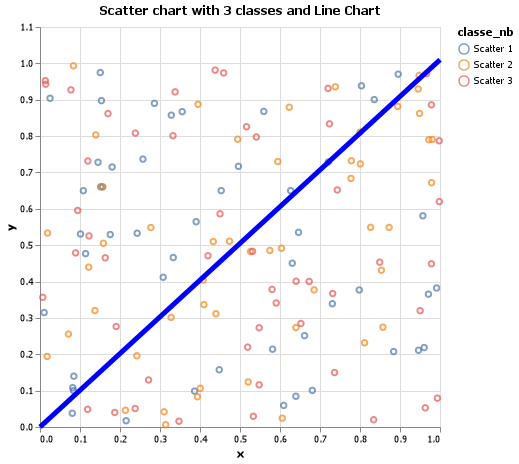 Scatter chart with 3 classes and Line Chart
classe_nb
Scatter 1
Scatter 2
Scatter 3
1.1
1.0
0.9
0.8
0.7
0.6
0.5
0.4
0.3
0.2
0.1
0.0
y
0.0 0.1 0.2 0.3 0.4 0.5 0.6 0.7 0.8 0.9 1.0
x